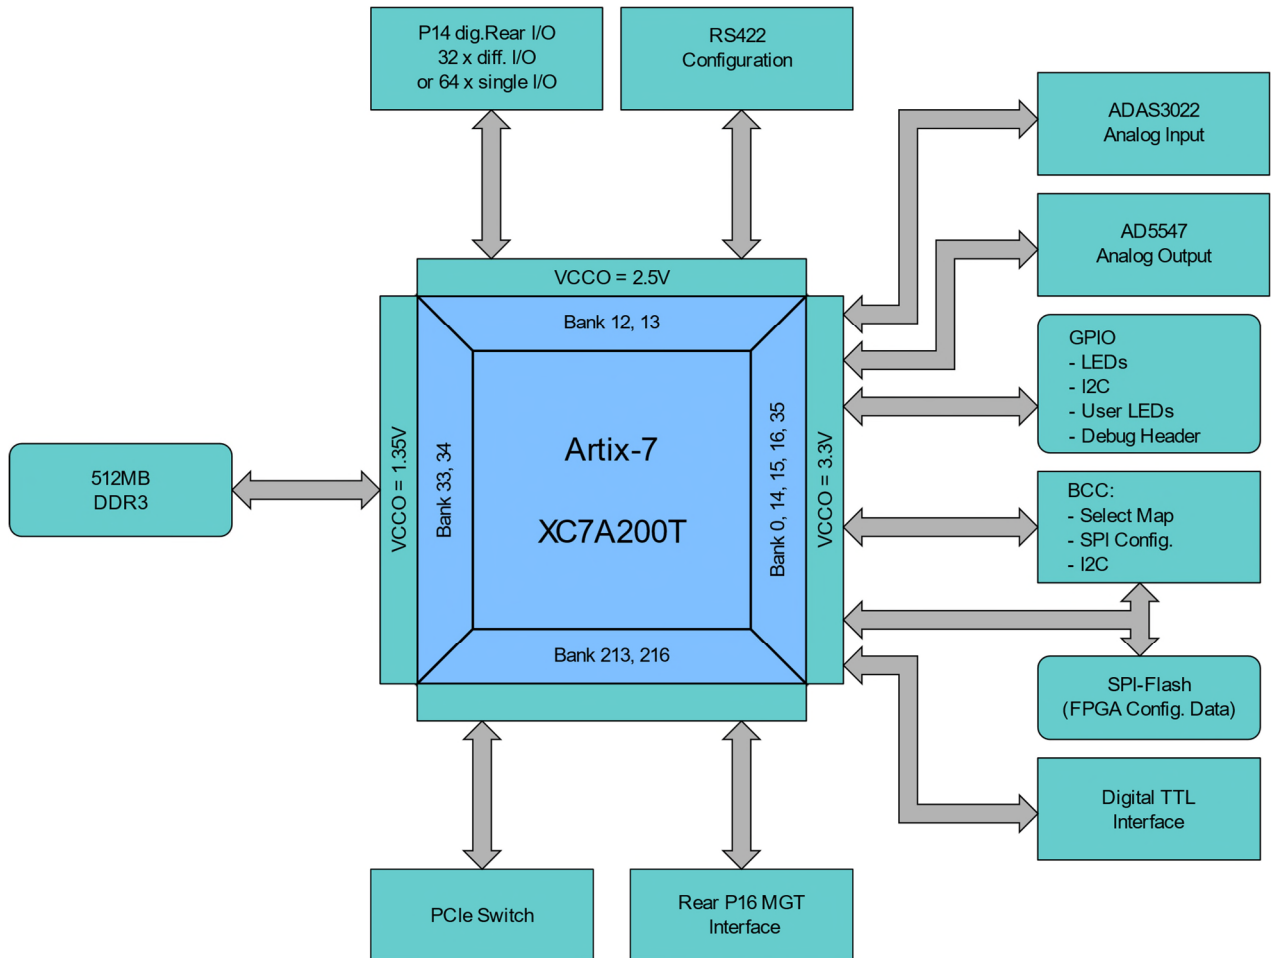 P14 dig.Rear I/O
32 x diff. I/O
or 64 x single I/O
RS422
Configuration
ADAS3022
Analog Input
AD5547
Analog Output
VCCO = 2.5V
Bank 12, 13
GPIO
- LEDs
- I2C
- User LEDs
- Debug Header
512MB
DDR3
VCCO = 1.35V
Bank 33, 34
Artix-7
XC7A200T
Bank 0, 14, 15, 16, 35
VCCO = 3.3V
BCC:
- Select Map
- SPI Config.
- I2C
Bank 213, 216
SPI-Flash
(FPGA Config. Data)
Digital TTL
Interface
PCIe Switch
Rear P16 MGT
Interface